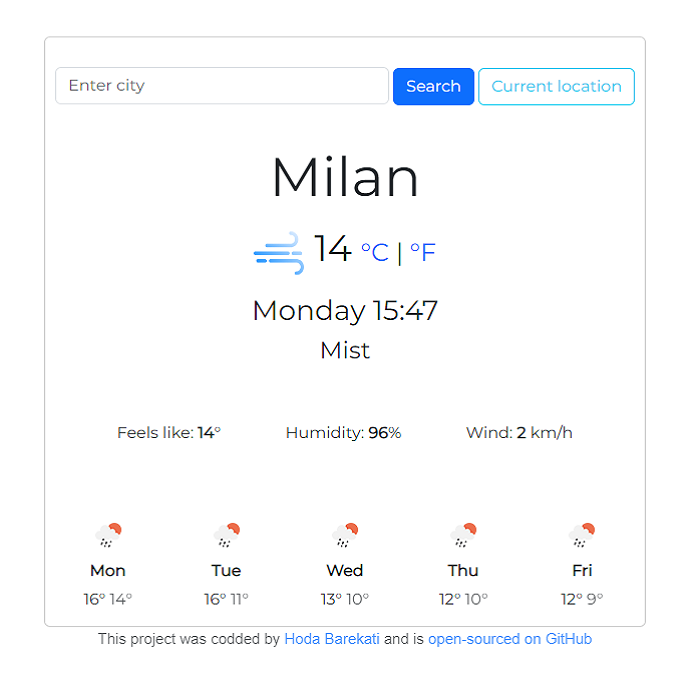 Enter city Search Current location
Milan
14 °C | °F
Monday 15:47
Mist
Feels like: 14° Humidity: 96% Wind: 2 km/h
Mon Tue Wed Thu Fri
16° 14° 16° 11° 13° 10° 12° 10° 12° 9°
This project was codded by Hoda Barekati and is open-sourced on GitHub